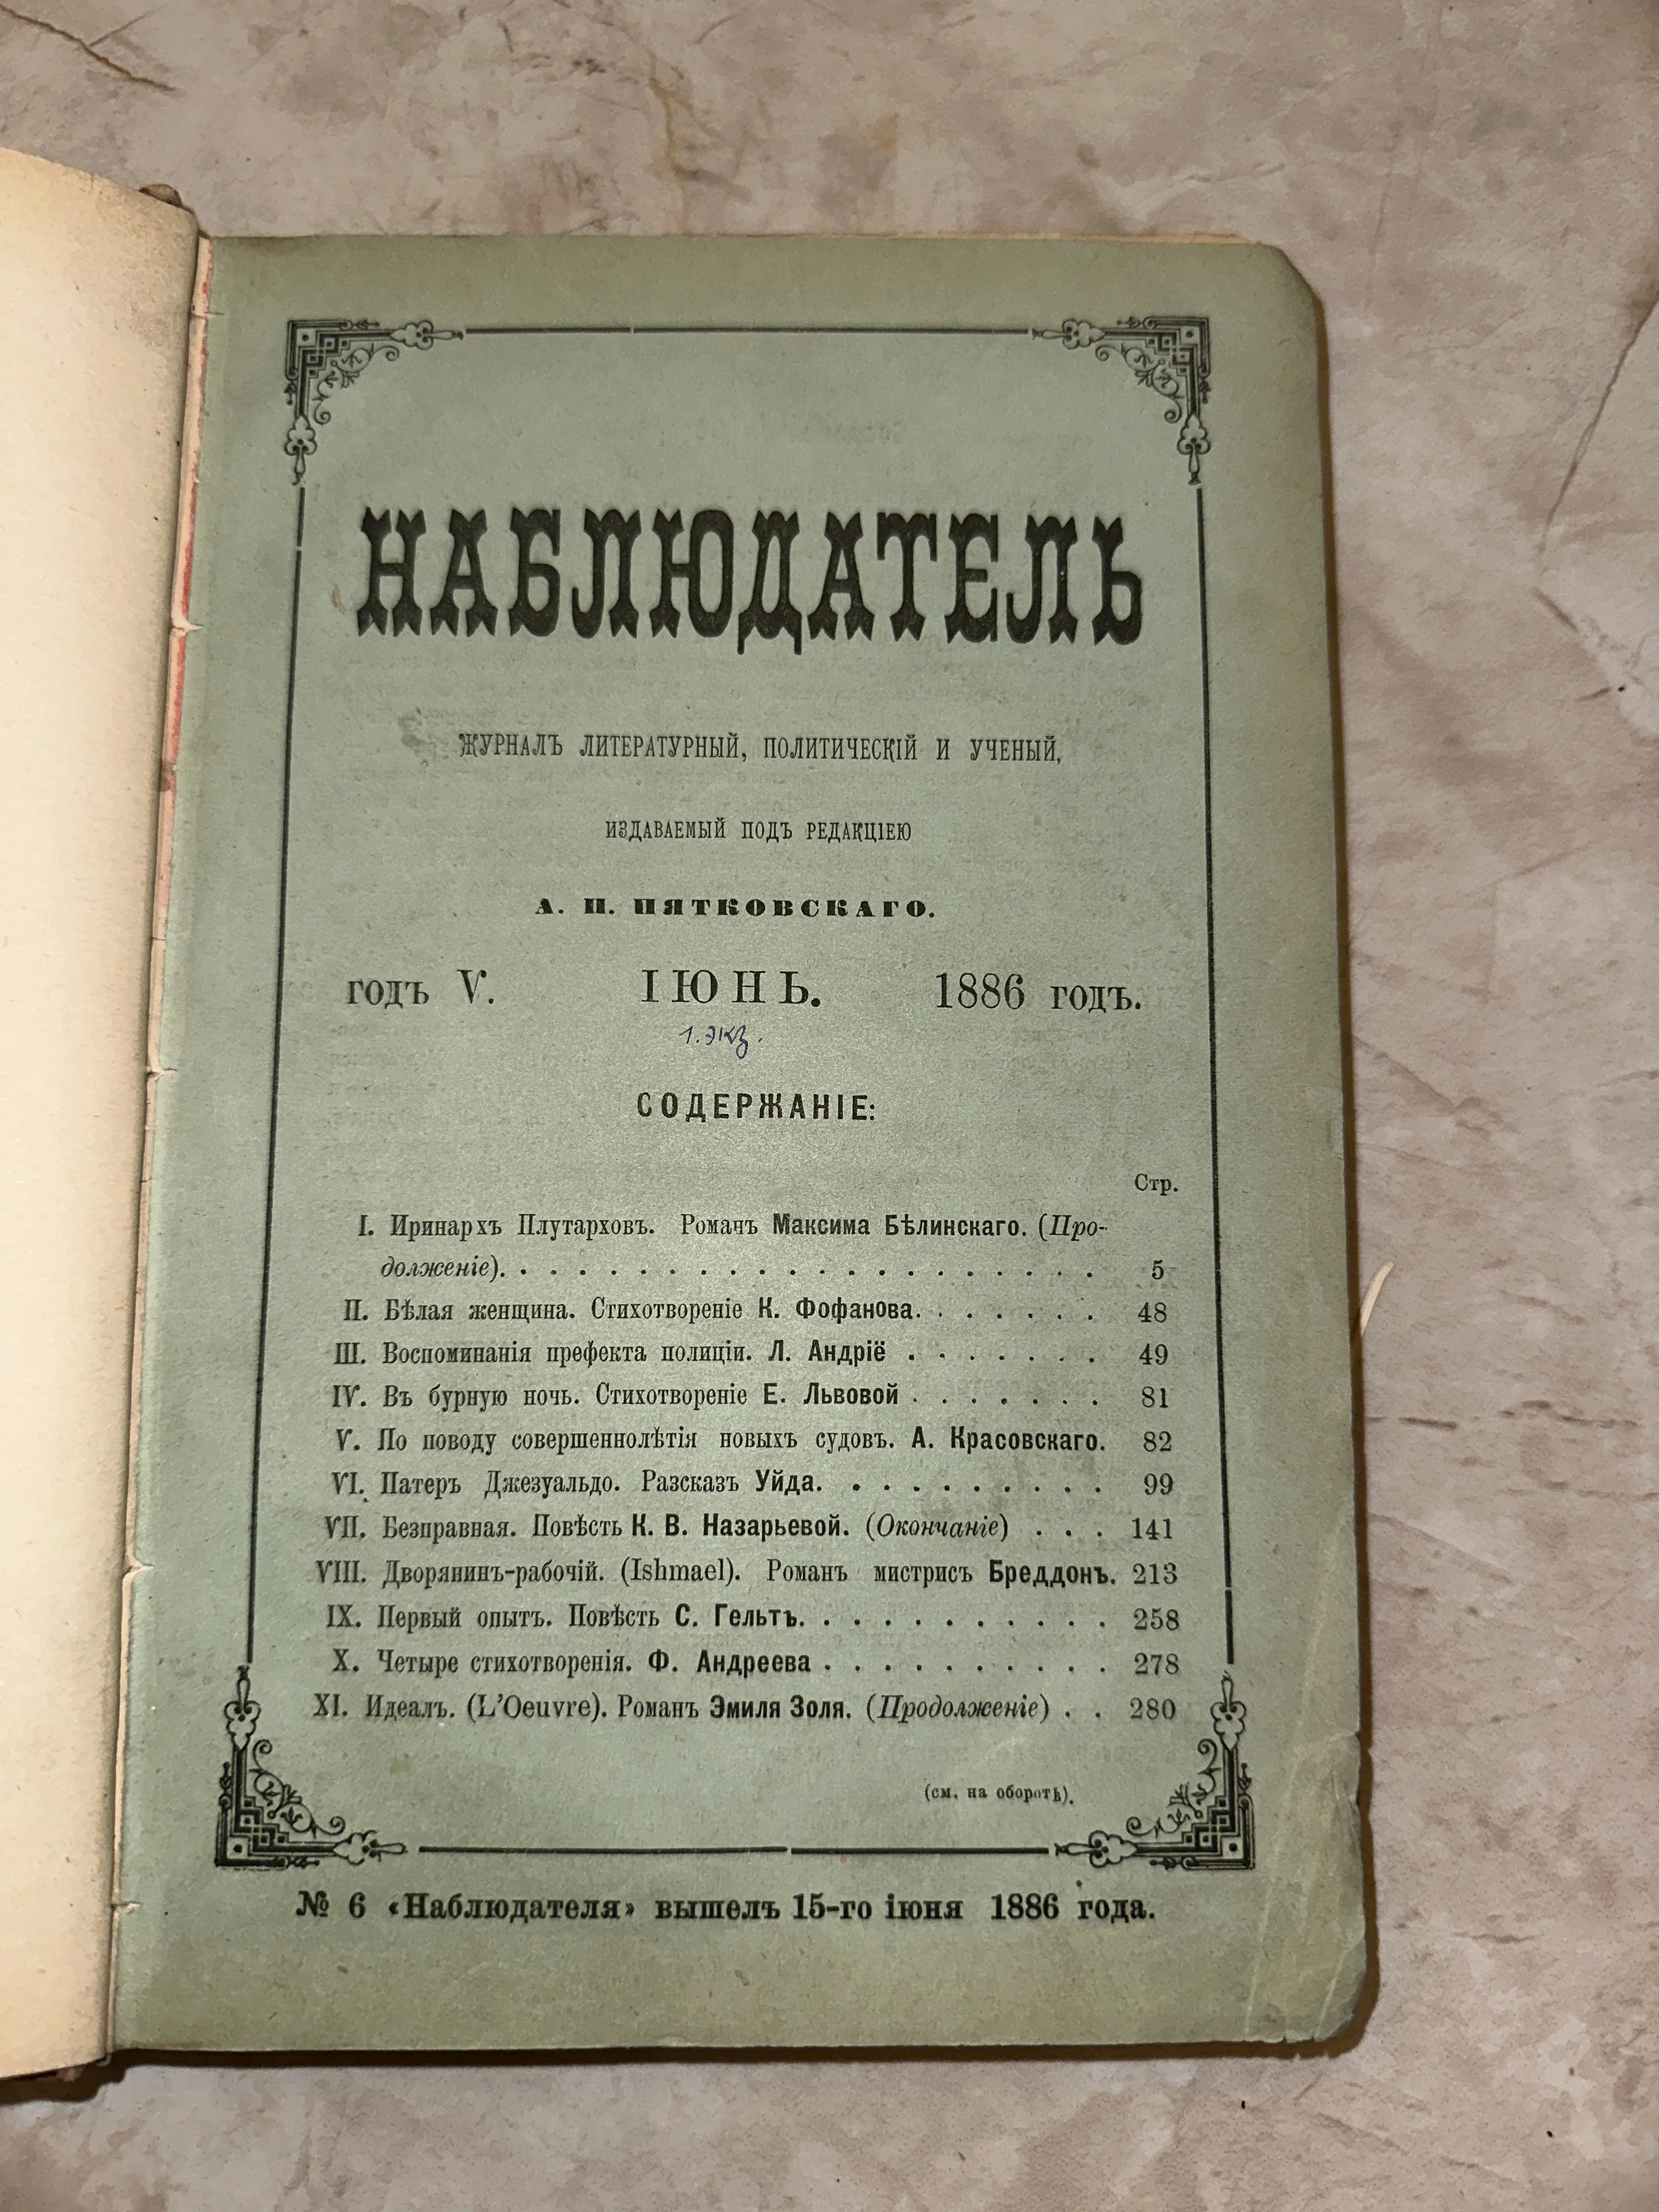 НАБЛЮДАТЕЛЬ
ЖУРНАЛЪ ЛИТЕРАТУРНЫЙ, ПОЛИТИЧЕСКІЙ И УЧЕНЫЙ,
ИЗДАВАЕМЫЙ ПОДЪ РЕДАКЦІЕЮ
А. П. ПЯТКОВСКАГО.
годъ V. ІЮНЬ. 1886 годъ.
1. экз.
СОДЕРЖАНІЕ:
Стр.
I. Иринархъ Плутарховъ. Романъ Максима Бѣлинскаго. (Про-
долженіе). . . . . . . . . . . . . . . . . . . . . 5
II. Бѣлая женщина. Стихотвореніе К. Фофанова. . . . . . . 48
III. Воспоминанія префекта полиціи. Л. Андріё . . . . . . . 49
IV. Въ бурную ночь. Стихотвореніе Е. Львовой . . . . . . . 81
V. По поводу совершеннолѣтія новыхъ судовъ. А. Красовскаго. 82
VI. Патеръ Джезуальдо. Разсказъ Уйда. . . . . . . . . . 99
VII. Безправная. Повѣсть К. В. Назарьевой. (Окончаніе) . . . 141
VIII. Дворянинъ-рабочій. (Ishmael). Романъ мистрисъ Бреддонъ. 213
IX. Первый опытъ. Повѣсть С. Гельтъ. . . . . . . . . . . 258
X. Четыре стихотворенія. Ф. Андреева . . . . . . . . . . 278
XI. Идеалъ. (L'Oeuvre). Романъ Эмиля Золя. (Продолженіе) . . 280
(см. на оборотѣ).
№ 6 «Наблюдателя» вышелъ 15-го іюня 1886 года.